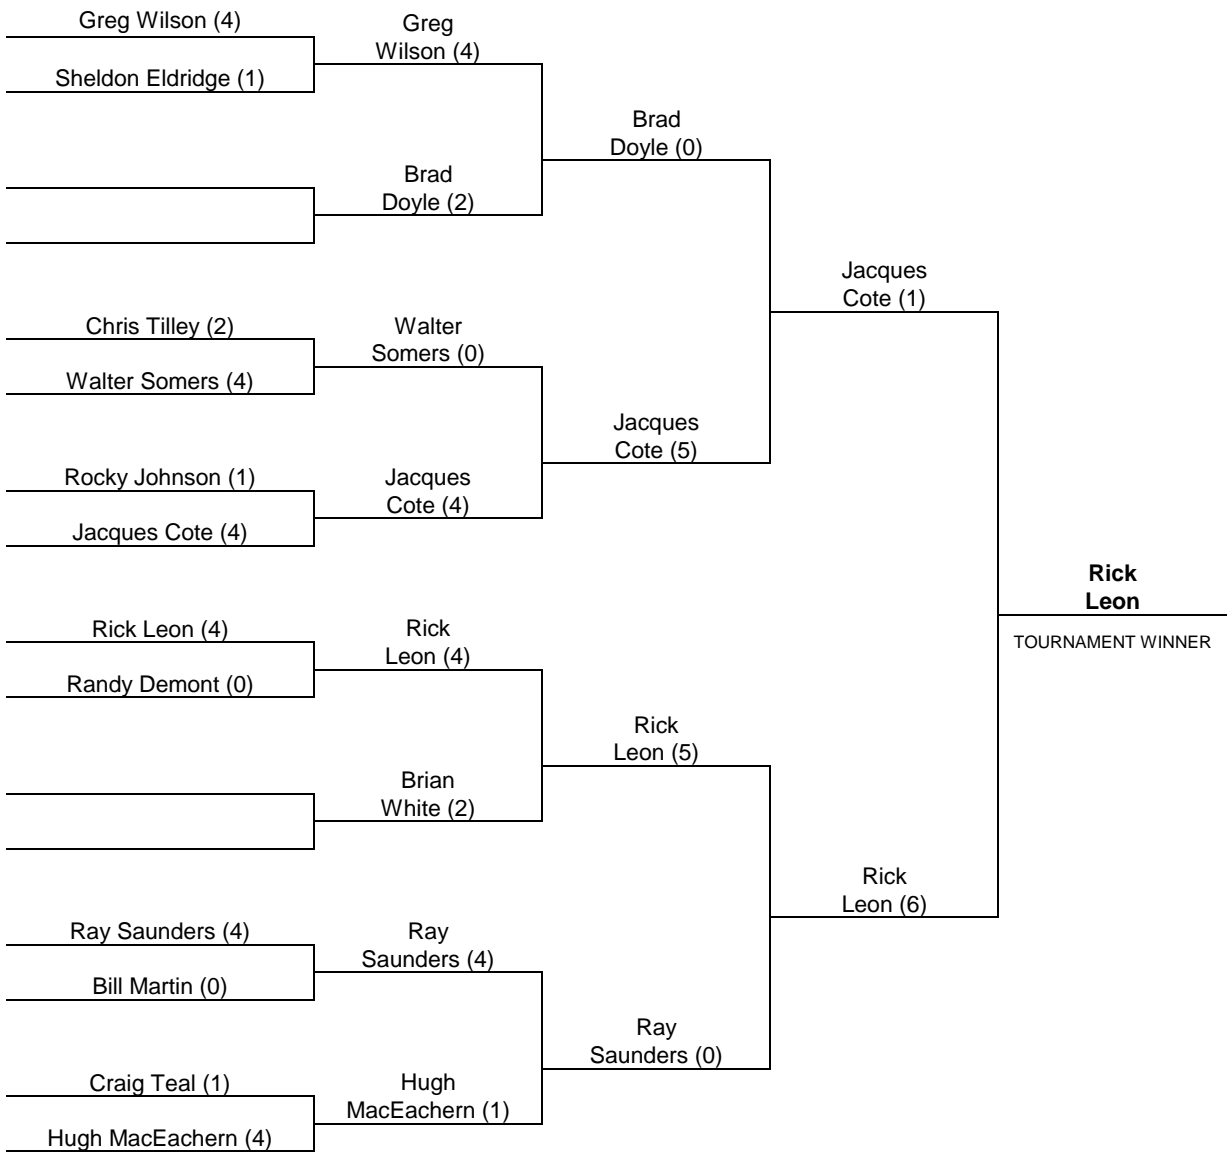 Greg Wilson (4)
Sheldon Eldridge (1)
Chris Tilley (2)
Walter Somers (4)
Rocky Johnson (1)
Jacques Cote (4)
Rick Leon (4)
Randy Demont (0)
Ray Saunders (4)
Bill Martin (0)
Craig Teal (1)
Hugh MacEachern (4)
Greg
Wilson (4)
Brad
Doyle (2)
Walter
Somers (0)
Jacques
Cote (4)
Rick
Leon (4)
Brian
White (2)
Ray
Saunders (4)
Hugh
MacEachern (1)
Brad
Doyle (0)
Jacques
Cote (5)
Rick
Leon (5)
Ray
Saunders (0)
Jacques
Cote (1)
Rick
Leon (6)
Rick
Leon
TOURNAMENT WINNER